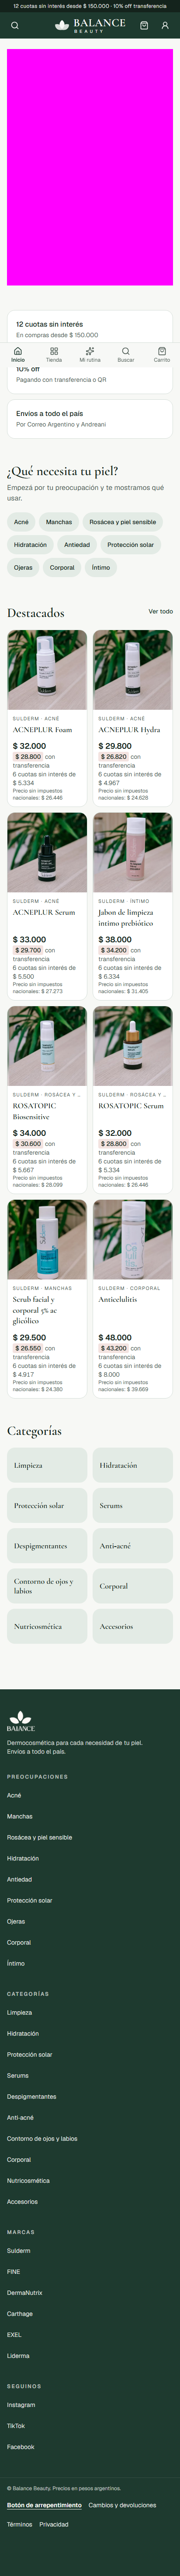 12 cuotas sin interés desde $ 150.000 · 10% off transferencia
BALANCE
BEAUTY
12 cuotas sin interés
En compras desde $ 150.000
Inicio
Tienda
Mi rutina
Buscar
Carrito
10% off
Pagando con transferencia o QR
Envíos a todo el país
Por Correo Argentino y Andreani
¿Qué necesita tu piel?
Empezá por tu preocupación y te mostramos qué
usar.
Acné
Manchas
Rosácea y piel sensible
Hidratación
Antiedad
Protección solar
Ojeras
Corporal
Íntimo
Destacados
Ver todo
SULDERM · ACNÉ
ACNEPLUR Foam
$ 32.000
$ 28.800 con
transferencia
6 cuotas sin interés de
$ 5.334
Precio sin impuestos
nacionales: $ 26.446
SULDERM · ACNÉ
ACNEPLUR Hydra
$ 29.800
$ 26.820 con
transferencia
6 cuotas sin interés de
$ 4.967
Precio sin impuestos
nacionales: $ 24.628
SULDERM · ACNÉ
ACNEPLUR Serum
$ 33.000
$ 29.700 con
transferencia
6 cuotas sin interés de
$ 5.500
Precio sin impuestos
nacionales: $ 27.273
SULDERM · ÍNTIMO
Jabon de limpieza
intimo prebiótico
$ 38.000
$ 34.200 con
transferencia
6 cuotas sin interés de
$ 6.334
Precio sin impuestos
nacionales: $ 31.405
SULDERM · ROSÁCEA Y …
ROSATOPIC
Biosensitive
$ 34.000
$ 30.600 con
transferencia
6 cuotas sin interés de
$ 5.667
Precio sin impuestos
nacionales: $ 28.099
SULDERM · ROSÁCEA Y …
ROSATOPIC Serum
$ 32.000
$ 28.800 con
transferencia
6 cuotas sin interés de
$ 5.334
Precio sin impuestos
nacionales: $ 26.446
SULDERM · MANCHAS
Scrub facial y
corporal 5% ac
glicólico
$ 29.500
$ 26.550 con
transferencia
6 cuotas sin interés de
$ 4.917
Precio sin impuestos
nacionales: $ 24.380
SULDERM · CORPORAL
Anticelulitis
$ 48.000
$ 43.200 con
transferencia
6 cuotas sin interés de
$ 8.000
Precio sin impuestos
nacionales: $ 39.669
Categorías
Limpieza
Hidratación
Protección solar
Serums
Despigmentantes
Anti-acné
Contorno de ojos y
labios
Corporal
Nutricosmética
Accesorios
BALANCE
Dermocosmética para cada necesidad de tu piel.
Envíos a todo el país.
PREOCUPACIONES
Acné
Manchas
Rosácea y piel sensible
Hidratación
Antiedad
Protección solar
Ojeras
Corporal
Íntimo
CATEGORÍAS
Limpieza
Hidratación
Protección solar
Serums
Despigmentantes
Anti-acné
Contorno de ojos y labios
Corporal
Nutricosmética
Accesorios
MARCAS
Sulderm
FINE
DermaNutrix
Carthage
EXEL
Liderma
SEGUINOS
Instagram
TikTok
Facebook
© Balance Beauty. Precios en pesos argentinos.
Botón de arrepentimiento
Cambios y devoluciones
Términos
Privacidad